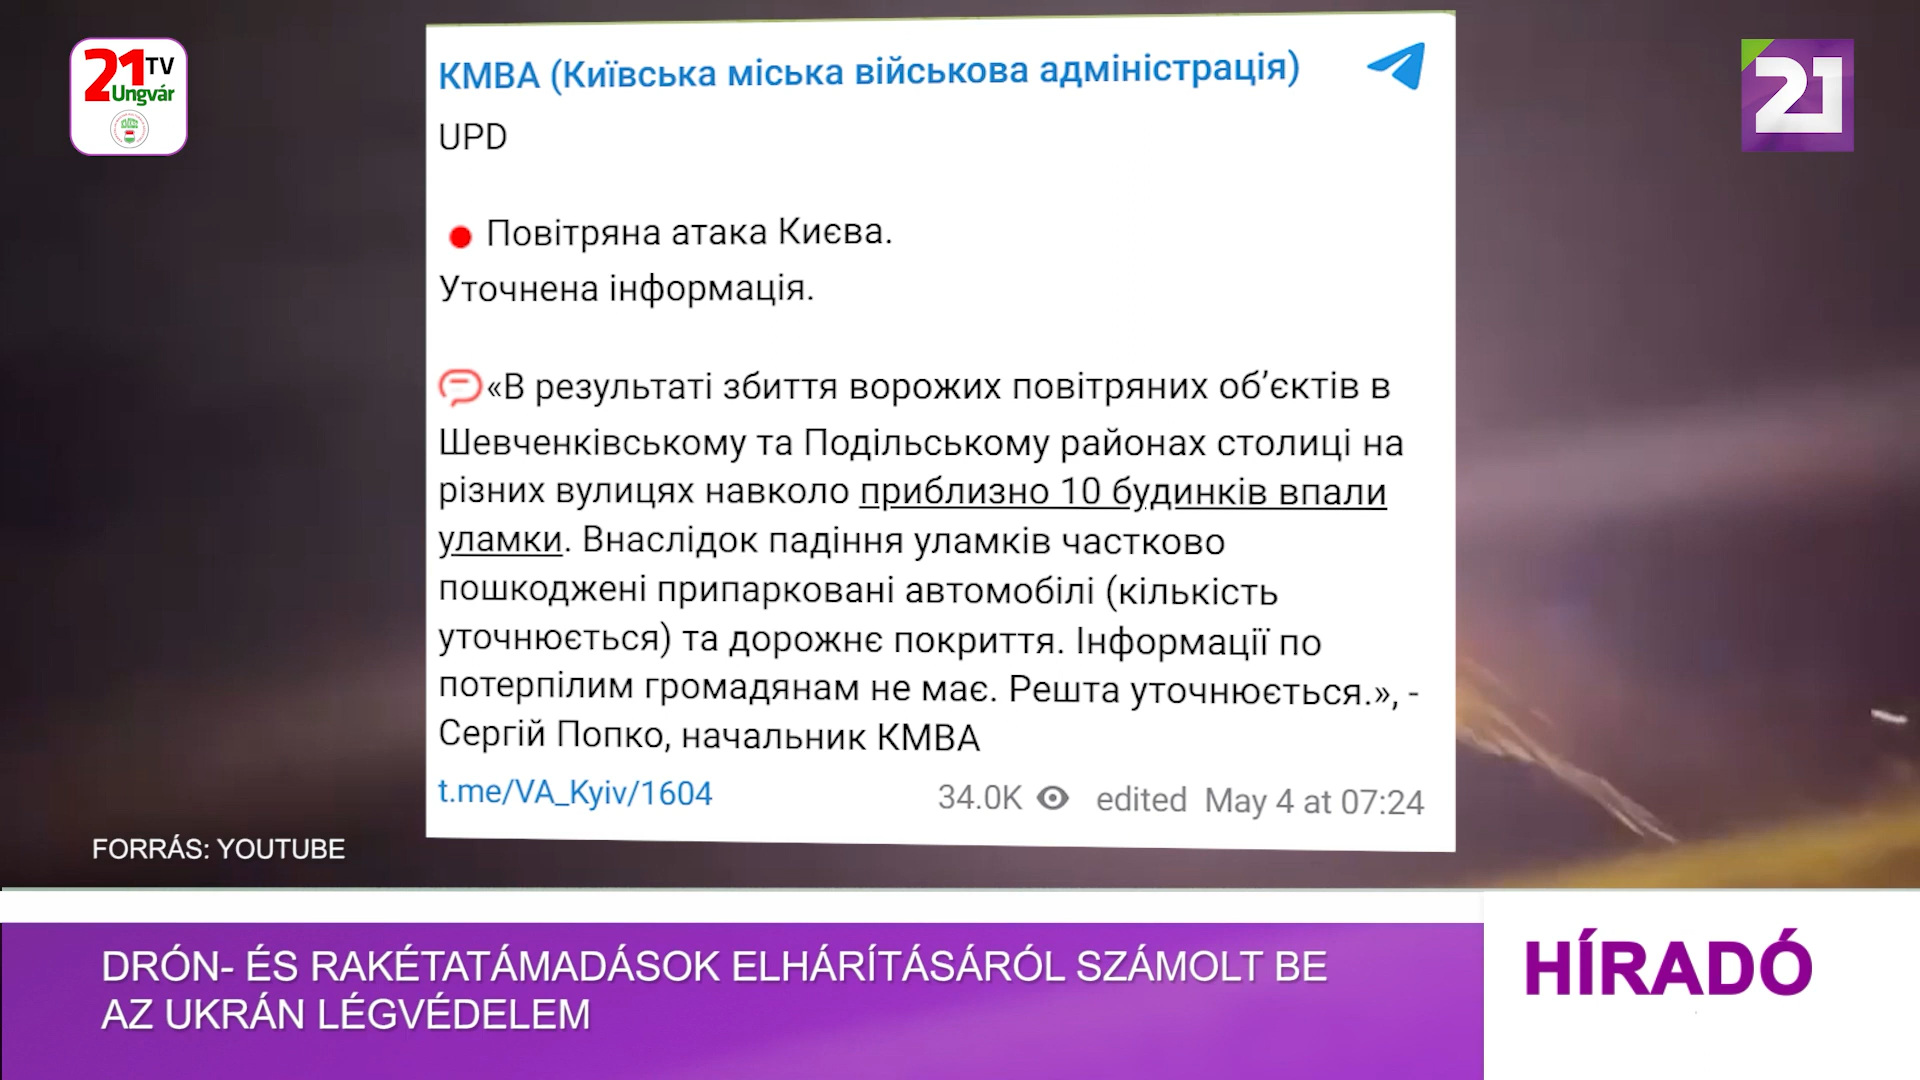 21 TV
Ungvár
21
КМВА (Київська міська військова адміністрація)
UPD
Повітряна атака Києва.
Уточнена інформація.
«В результаті збиття ворожих повітряних об’єктів в
Шевченківському та Подільському районах столиці на
різних вулицях навколо приблизно 10 будинків впали
уламки. Внаслідок падіння уламків частково
пошкоджені припарковані автомобілі (кількість
уточнюється) та дорожнє покриття. Інформації по
потерпілим громадянам не має. Решта уточнюється.», -
Сергій Попко, начальник КМВА
t.me/VA_Kyiv/1604
34.0K edited May 4 at 07:24
FORRÁS: YOUTUBE
DRÓN- ÉS RAKÉTATÁMADÁSOK ELHÁRÍTÁSÁRÓL SZÁMOLT BE
AZ UKRÁN LÉGVÉDELEM
HÍRADÓ